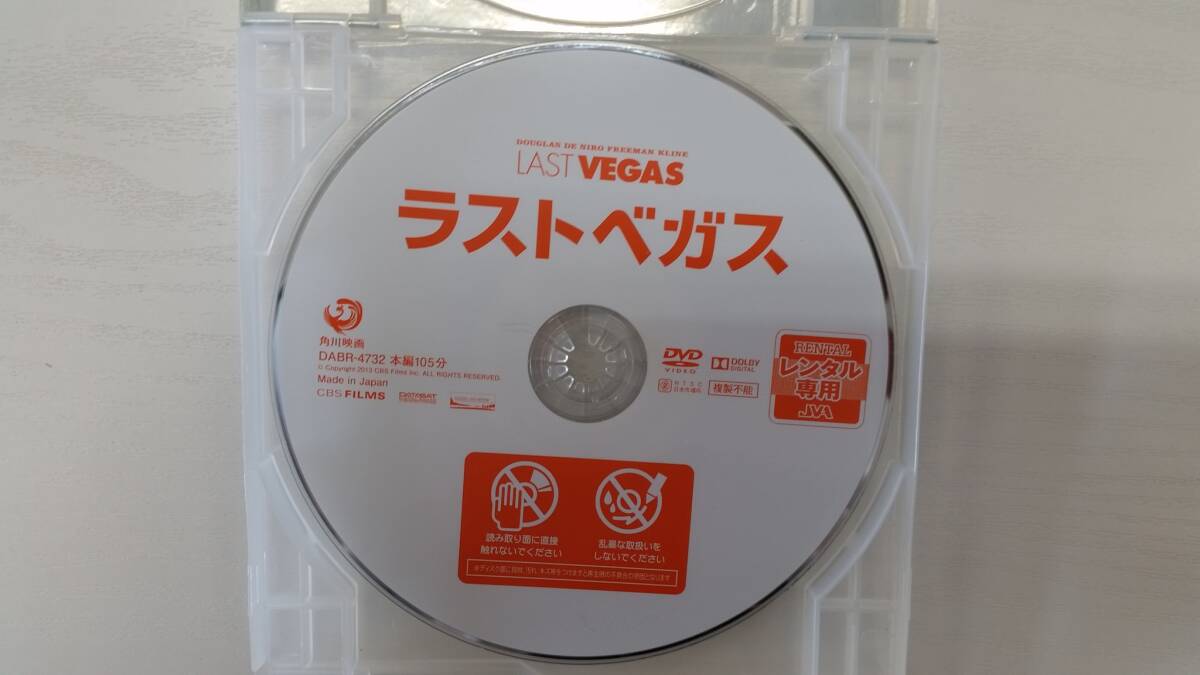 DOUGLAS DE NIRO FREEMAN KLINE
LAST VEGAS
ラストベガス
角川映画
DABR-4732 本編105分
© Copyright 2013 CBS Films Inc. ALL RIGHTS RESERVED.
Made in Japan
CBS FILMS
DATASAT
DVD
VIDEO
DOLBY
DIGITAL
NTSC
日本市場向
複製不能
RENTAL
レンタル
専用
JVA
読み取り面に直接
触れないでください
乱暴な取扱いを
しないでください